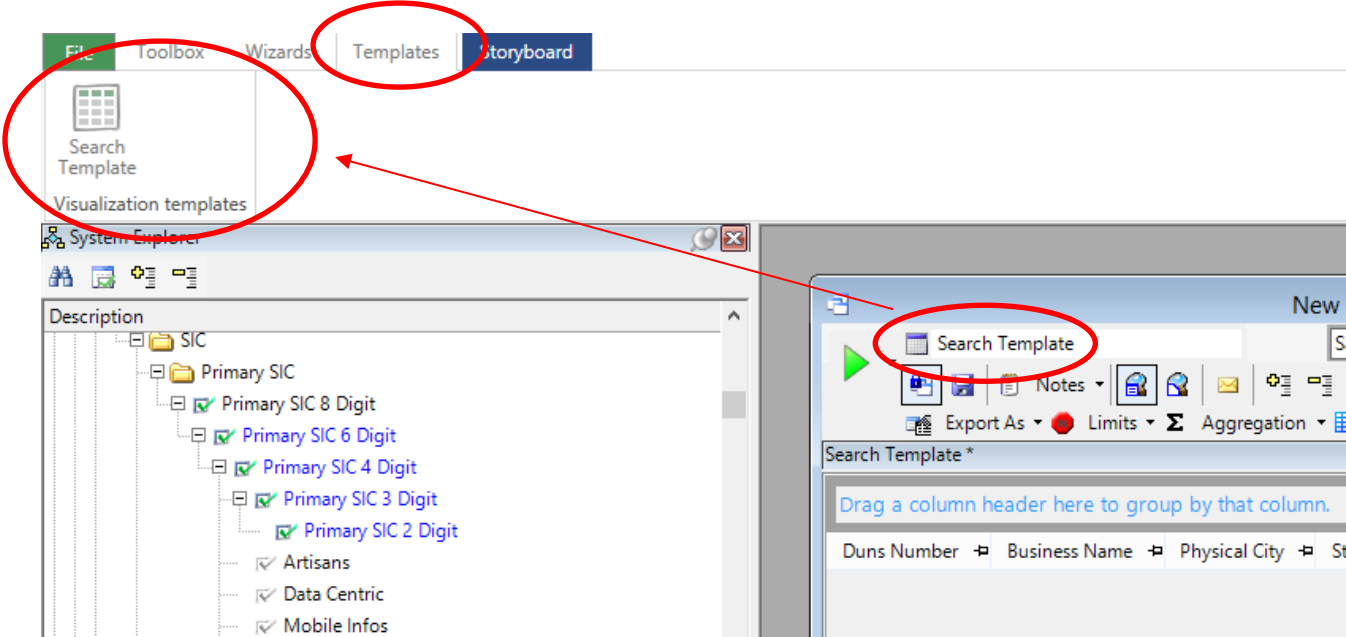 File Toolbox Wizards Templates Storyboard
Search
Template
Visualization templates
System Explorer
Description
SIC
Primary SIC
Primary SIC 8 Digit
Primary SIC 6 Digit
Primary SIC 4 Digit
Primary SIC 3 Digit
Primary SIC 2 Digit
Artisans
Data Centric
Mobile Infos
New
Search Template
Notes
Export As Limits Σ Aggregation
Search Template *
Drag a column header here to group by that column.
Duns Number Business Name Physical City